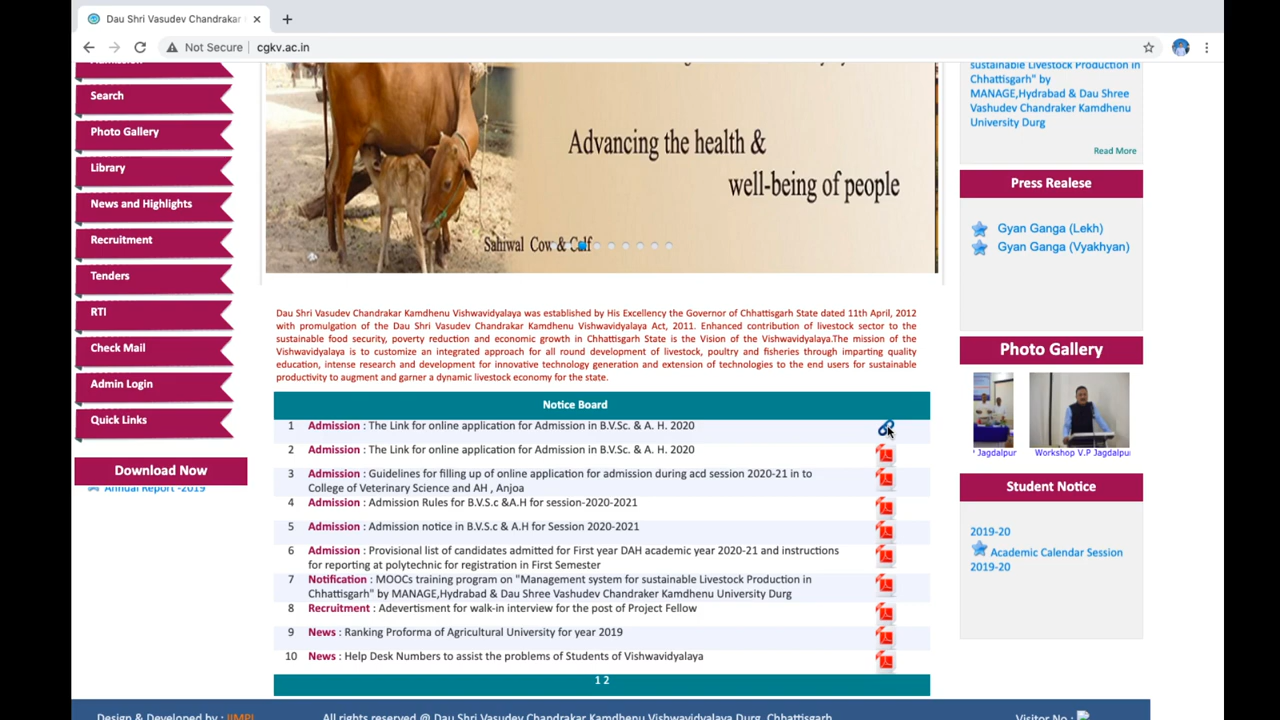 Dau Shri Vasudev Chandrakar
Not Secure
cgkv.ac.in
Search
Photo Gallery
Library
News and Highlights
Recruitment
Tenders
RTI
Check Mail
Admin Login
Quick Links
Download Now
Annual Report -2019
Advancing the health &
well-being of people
Sahiwal Cow & Calf
Dau Shri Vasudev Chandrakar Kamdhenu Vishwavidyalaya was established by His Excellency the Governor of Chhattisgarh State dated 11th April, 2012
with promulgation of the Dau Shri Vasudev Chandrakar Kamdhenu Vishwavidyalaya Act, 2011. Enhanced contribution of livestock sector to the
sustainable food security, poverty reduction and economic growth in Chhattisgarh State is the Vision of the Vishwavidyalaya.The mission of the
Vishwavidyalaya is to customize an integrated approach for all round development of livestock, poultry and fisheries through imparting quality
education, intense research and development for innovative technology generation and extension of technologies to the end users for sustainable
productivity to augment and garner a dynamic livestock economy for the state.
Notice Board
1 Admission : The Link for online application for Admission in B.V.Sc. & A. H. 2020
2 Admission : The Link for online application for Admission in B.V.Sc. & A. H. 2020
3 Admission : Guidelines for filling up of online application for admission during acd session 2020-21 in to
College of Veterinary Science and AH , Anjoa
4 Admission : Admission Rules for B.V.S.c &A.H for session-2020-2021
5 Admission : Admission notice in B.V.S.c & A.H for Session 2020-2021
6 Admission : Provisional list of candidates admitted for First year DAH academic year 2020-21 and instructions
for reporting at polytechnic for registration in First Semester
7 Notification : MOOCs training program on "Management system for sustainable Livestock Production in
Chhattisgarh" by MANAGE,Hydrabad & Dau Shree Vashudev Chandraker Kamdhenu University Durg
8 Recruitment : Adevertisment for walk-in interview for the post of Project Fellow
9 News : Ranking Proforma of Agricultural University for year 2019
10 News : Help Desk Numbers to assist the problems of Students of Vishwavidyalaya
1 2
sustainable Livestock Production in
Chhattisgarh" by
MANAGE,Hydrabad & Dau Shree
Vashudev Chandraker Kamdhenu
University Durg
Read More
Press Realese
Gyan Ganga (Lekh)
Gyan Ganga (Vyakhyan)
Photo Gallery
P Jagdalpur
Workshop V.P Jagdalpur
Student Notice
2019-20
Academic Calendar Session
2019-20
Design & Developed by : IIMPL
All rights reserved @ Dau Shri Vasudev Chandrakar Kamdhenu Vishwavidyalaya Durg, Chhattisgarh
Visitor No :